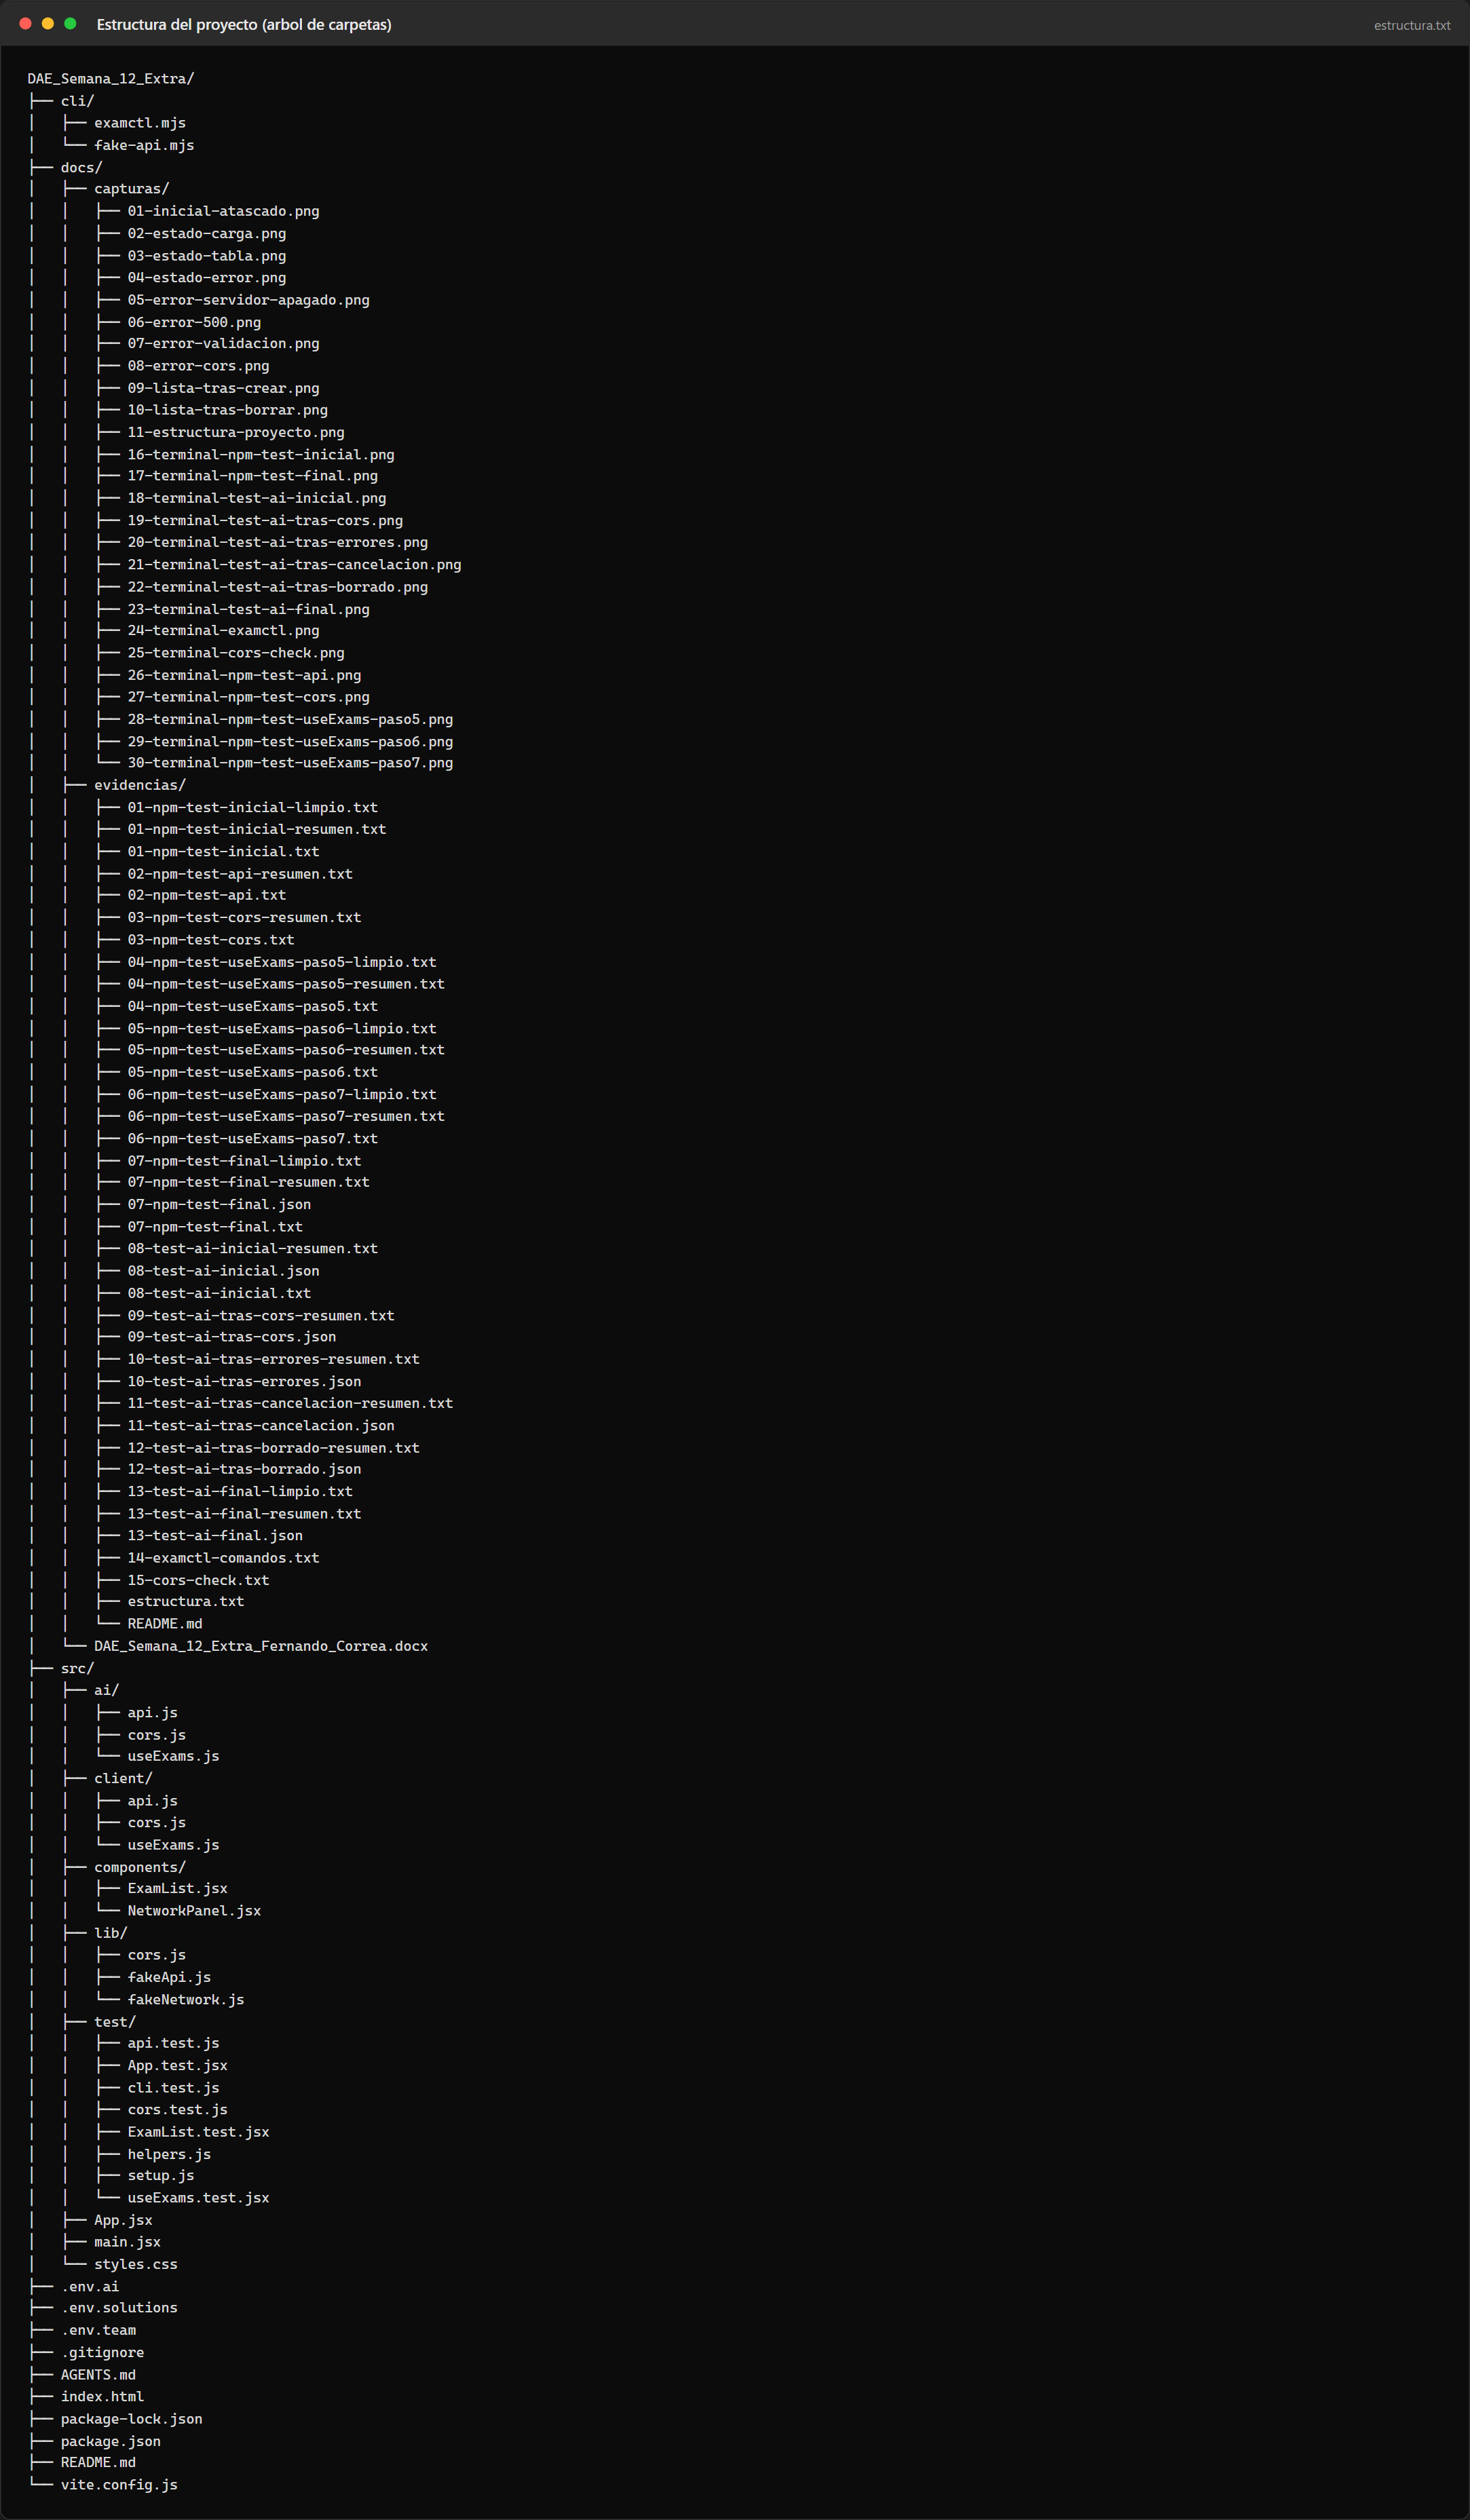 Estructura del proyecto (arbol de carpetas)
estructura.txt
DAE_Semana_12_Extra/
├── cli/
│   ├── examctl.mjs
│   └── fake-api.mjs
├── docs/
│   ├── capturas/
│   │   ├── 01-inicial-atascado.png
│   │   ├── 02-estado-carga.png
│   │   ├── 03-estado-tabla.png
│   │   ├── 04-estado-error.png
│   │   ├── 05-error-servidor-apagado.png
│   │   ├── 06-error-500.png
│   │   ├── 07-error-validacion.png
│   │   ├── 08-error-cors.png
│   │   ├── 09-lista-tras-crear.png
│   │   ├── 10-lista-tras-borrar.png
│   │   ├── 11-estructura-proyecto.png
│   │   ├── 16-terminal-npm-test-inicial.png
│   │   ├── 17-terminal-npm-test-final.png
│   │   ├── 18-terminal-test-ai-inicial.png
│   │   ├── 19-terminal-test-ai-tras-cors.png
│   │   ├── 20-terminal-test-ai-tras-errores.png
│   │   ├── 21-terminal-test-ai-tras-cancelacion.png
│   │   ├── 22-terminal-test-ai-tras-borrado.png
│   │   ├── 23-terminal-test-ai-final.png
│   │   ├── 24-terminal-examctl.png
│   │   ├── 25-terminal-cors-check.png
│   │   ├── 26-terminal-npm-test-api.png
│   │   ├── 27-terminal-npm-test-cors.png
│   │   ├── 28-terminal-npm-test-useExams-paso5.png
│   │   ├── 29-terminal-npm-test-useExams-paso6.png
│   │   └── 30-terminal-npm-test-useExams-paso7.png
│   ├── evidencias/
│   │   ├── 01-npm-test-inicial-limpio.txt
│   │   ├── 01-npm-test-inicial-resumen.txt
│   │   ├── 01-npm-test-inicial.txt
│   │   ├── 02-npm-test-api-resumen.txt
│   │   ├── 02-npm-test-api.txt
│   │   ├── 03-npm-test-cors-resumen.txt
│   │   ├── 03-npm-test-cors.txt
│   │   ├── 04-npm-test-useExams-paso5-limpio.txt
│   │   ├── 04-npm-test-useExams-paso5-resumen.txt
│   │   ├── 04-npm-test-useExams-paso5.txt
│   │   ├── 05-npm-test-useExams-paso6-limpio.txt
│   │   ├── 05-npm-test-useExams-paso6-resumen.txt
│   │   ├── 05-npm-test-useExams-paso6.txt
│   │   ├── 06-npm-test-useExams-paso7-limpio.txt
│   │   ├── 06-npm-test-useExams-paso7-resumen.txt
│   │   ├── 06-npm-test-useExams-paso7.txt
│   │   ├── 07-npm-test-final-limpio.txt
│   │   ├── 07-npm-test-final-resumen.txt
│   │   ├── 07-npm-test-final.json
│   │   ├── 07-npm-test-final.txt
│   │   ├── 08-test-ai-inicial-resumen.txt
│   │   ├── 08-test-ai-inicial.json
│   │   ├── 08-test-ai-inicial.txt
│   │   ├── 09-test-ai-tras-cors-resumen.txt
│   │   ├── 09-test-ai-tras-cors.json
│   │   ├── 10-test-ai-tras-errores-resumen.txt
│   │   ├── 10-test-ai-tras-errores.json
│   │   ├── 11-test-ai-tras-cancelacion-resumen.txt
│   │   ├── 11-test-ai-tras-cancelacion.json
│   │   ├── 12-test-ai-tras-borrado-resumen.txt
│   │   ├── 12-test-ai-tras-borrado.json
│   │   ├── 13-test-ai-final-limpio.txt
│   │   ├── 13-test-ai-final-resumen.txt
│   │   ├── 13-test-ai-final.json
│   │   ├── 14-examctl-comandos.txt
│   │   ├── 15-cors-check.txt
│   │   ├── estructura.txt
│   │   └── README.md
│   └── DAE_Semana_12_Extra_Fernando_Correa.docx
├── src/
│   ├── ai/
│   │   ├── api.js
│   │   ├── cors.js
│   │   └── useExams.js
│   ├── client/
│   │   ├── api.js
│   │   ├── cors.js
│   │   └── useExams.js
│   ├── components/
│   │   ├── ExamList.jsx
│   │   └── NetworkPanel.jsx
│   ├── lib/
│   │   ├── cors.js
│   │   ├── fakeApi.js
│   │   └── fakeNetwork.js
│   ├── test/
│   │   ├── api.test.js
│   │   ├── App.test.jsx
│   │   ├── cli.test.js
│   │   ├── cors.test.js
│   │   ├── ExamList.test.jsx
│   │   ├── helpers.js
│   │   ├── setup.js
│   │   └── useExams.test.jsx
│   ├── App.jsx
│   ├── main.jsx
│   └── styles.css
├── .env.ai
├── .env.solutions
├── .env.team
├── .gitignore
├── AGENTS.md
├── index.html
├── package-lock.json
├── package.json
├── README.md
└── vite.config.js